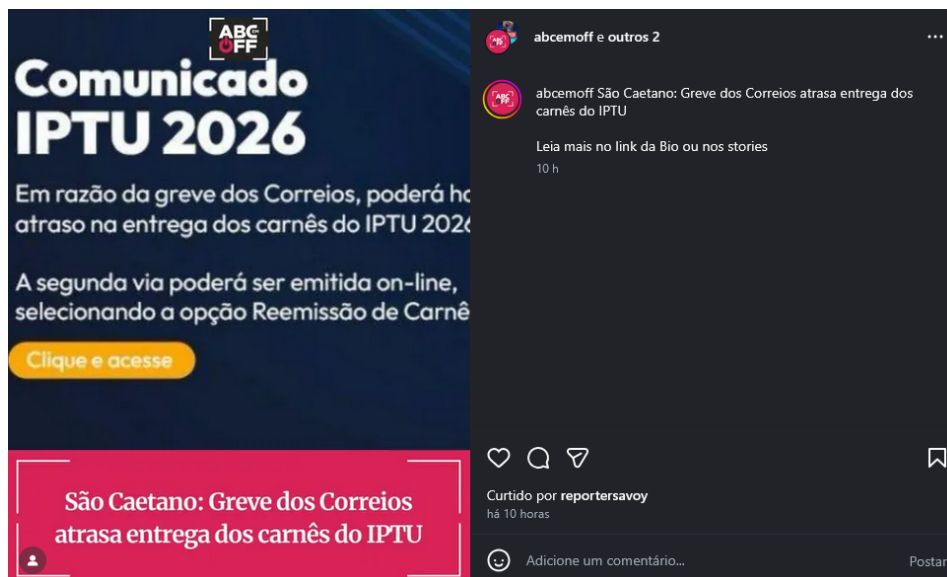 ABC
EM
OFF
Comunicado
IPTU 2026
Em razão da greve dos Correios, poderá
atraso na entrega dos carnês do IPTU
A segunda via poderá ser emitida on-line,
selecionando a opção Reemissão de Carnê
Clique e acesse
São Caetano: Greve dos Correios
atrasa entrega dos carnês do IPTU
abcemoff e outros 2
abcemoff São Caetano: Greve dos Correios atrasa entrega dos
carnês do IPTU
Leia mais no link da Bio ou nos stories
10 h
Curtido por reportersavoy
há 10 horas
Adicione um comentário...
Postar